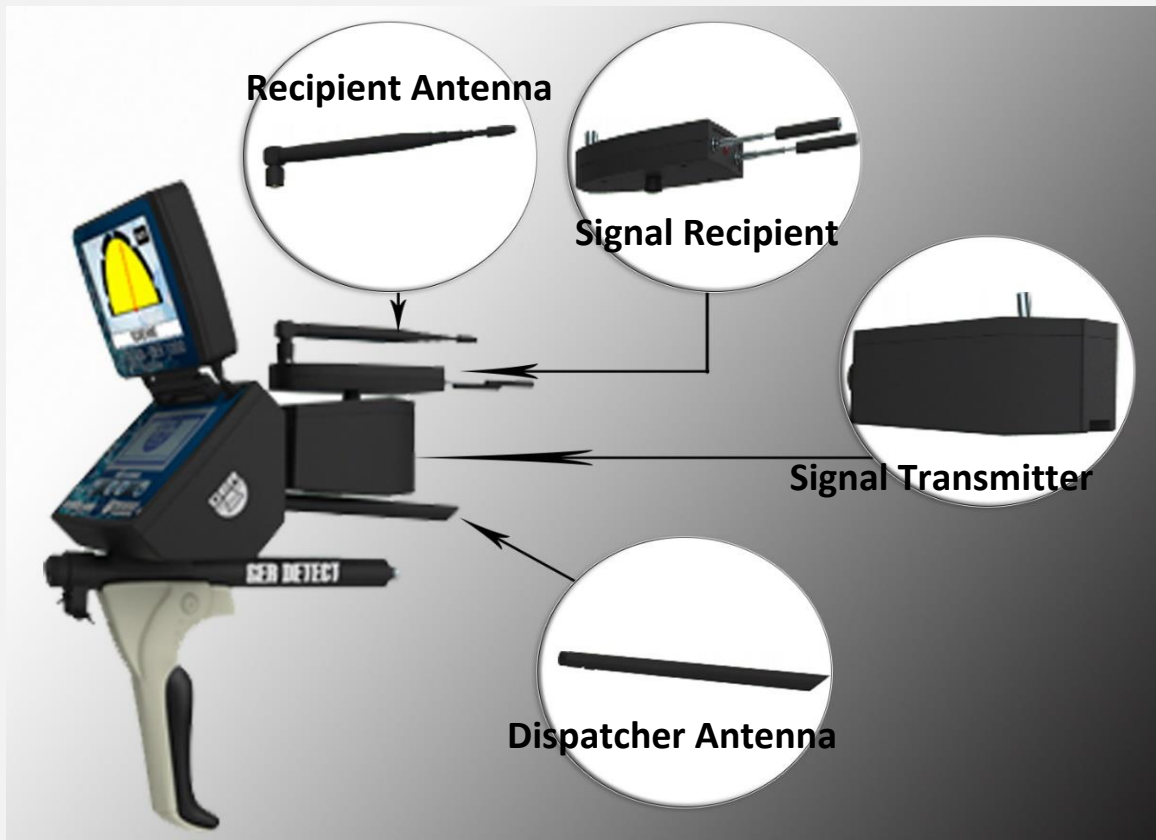 Recipient Antenna
Signal Recipient
Signal Transmitter
Dispatcher Antenna
GER DETECT